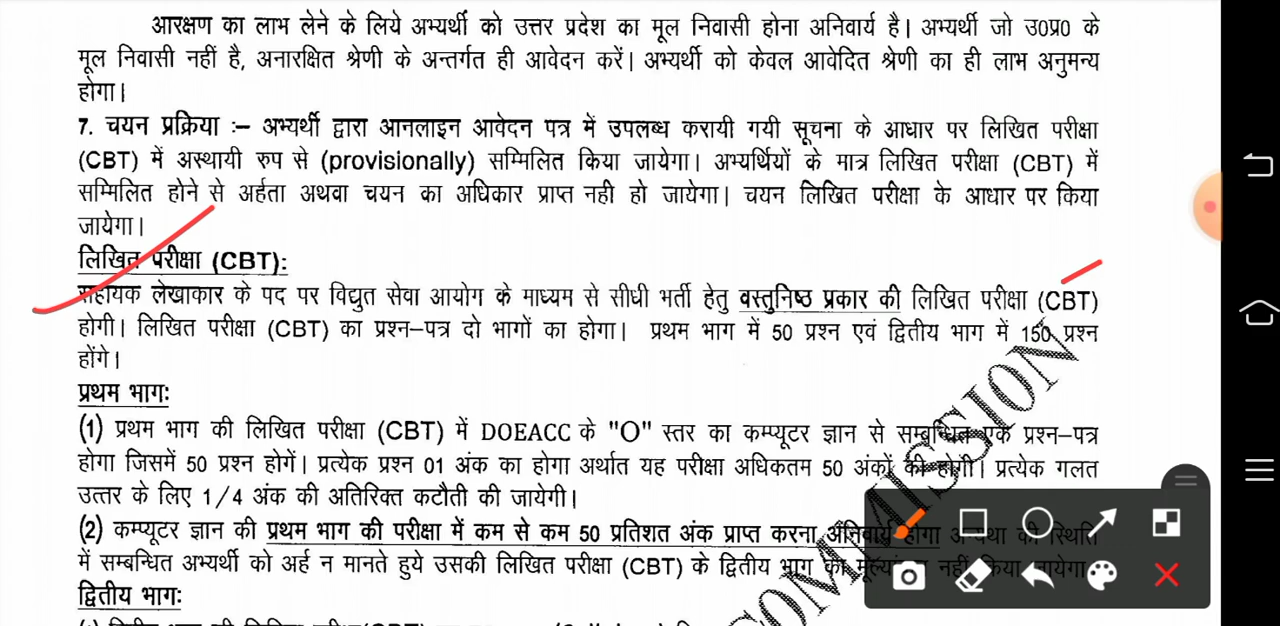 आरक्षण का लाभ लेने के लिये अभ्यर्थी को उत्तर प्रदेश का मूल निवासी होना अनिवार्य है। अभ्यर्थी जो उ0प्र0 के
मूल निवासी नहीं है, अनारक्षित श्रेणी के अन्तर्गत ही आवेदन करें। अभ्यर्थी को केवल आवेदित श्रेणी का ही लाभ अनुमन्य
होगा।
7. चयन प्रक्रिया :– अभ्यर्थी द्वारा आनलाइन आवेदन पत्र में उपलब्ध करायी गयी सूचना के आधार पर लिखित परीक्षा
(CBT) में अस्थायी रुप से (provisionally) सम्मिलित किया जायेगा। अभ्यर्थियों के मात्र लिखित परीक्षा (CBT) में
सम्मिलित होने से अर्हता अथवा चयन का अधिकार प्राप्त नही हो जायेगा। चयन लिखित परीक्षा के आधार पर किया
जायेगा।
लिखित परीक्षा (CBT):
सहायक लेखाकार के पद पर विद्युत सेवा आयोग के माध्यम से सीधी भर्ती हेतु वस्तुनिष्ठ प्रकार की लिखित परीक्षा (CBT)
होगी। लिखित परीक्षा (CBT) का प्रश्न–पत्र दो भागों का होगा। प्रथम भाग में 50 प्रश्न एवं द्वितीय भाग में 150 प्रश्न
होंगे।
प्रथम भाग:
(1) प्रथम भाग की लिखित परीक्षा (CBT) में DOEACC के "O" स्तर का कम्प्यूटर ज्ञान से सम्बन्धित एक प्रश्न–पत्र
होगा जिसमें 50 प्रश्न होगें। प्रत्येक प्रश्न 01 अंक का होगा अर्थात यह परीक्षा अधिकतम 50 अंकों की होगी। प्रत्येक गलत
उत्तर के लिए 1/4 अंक की अतिरिक्त कटौती की जायेगी।
(2) कम्प्यूटर ज्ञान की प्रथम भाग की परीक्षा में कम से कम 50 प्रतिशत अंक प्राप्त करना अनिवार्य होगा अन्यथा की स्थिति
में सम्बन्धित अभ्यर्थी को अर्ह न मानते हुये उसकी लिखित परीक्षा (CBT) के द्वितीय भाग का मूल्यांकन नहीं किया जायेगा
द्वितीय भाग:
COMMISSION